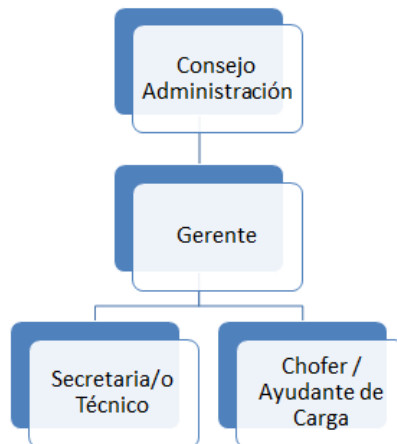 Consejo
Administración
Gerente
Secretaria/o
Técnico
Chofer /
Ayudante de
Carga